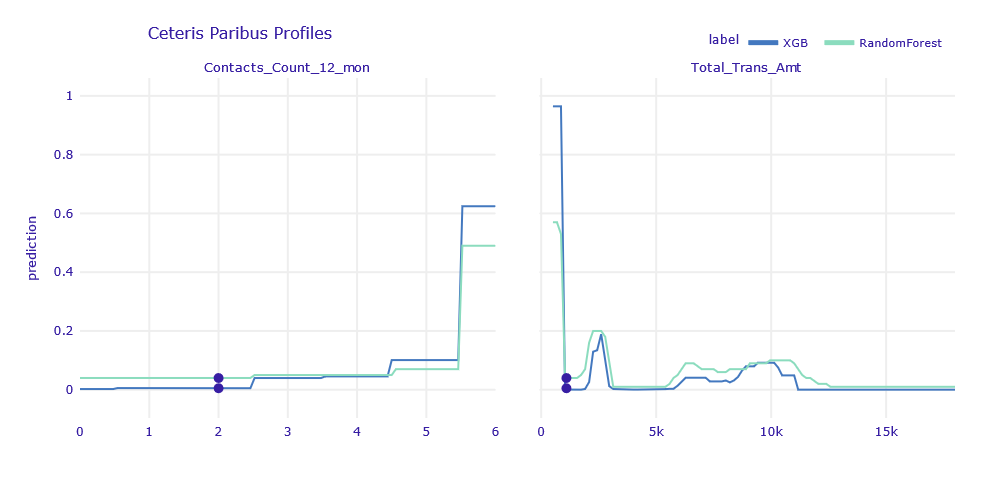 Ceteris Paribus Profiles
label XGB RandomForest
Contacts_Count_12_mon Total_Trans_Amt
prediction
1
0.8
0.6
0.4
0.2
0
0 1 2 3 4 5 6
0 5k 10k 15k